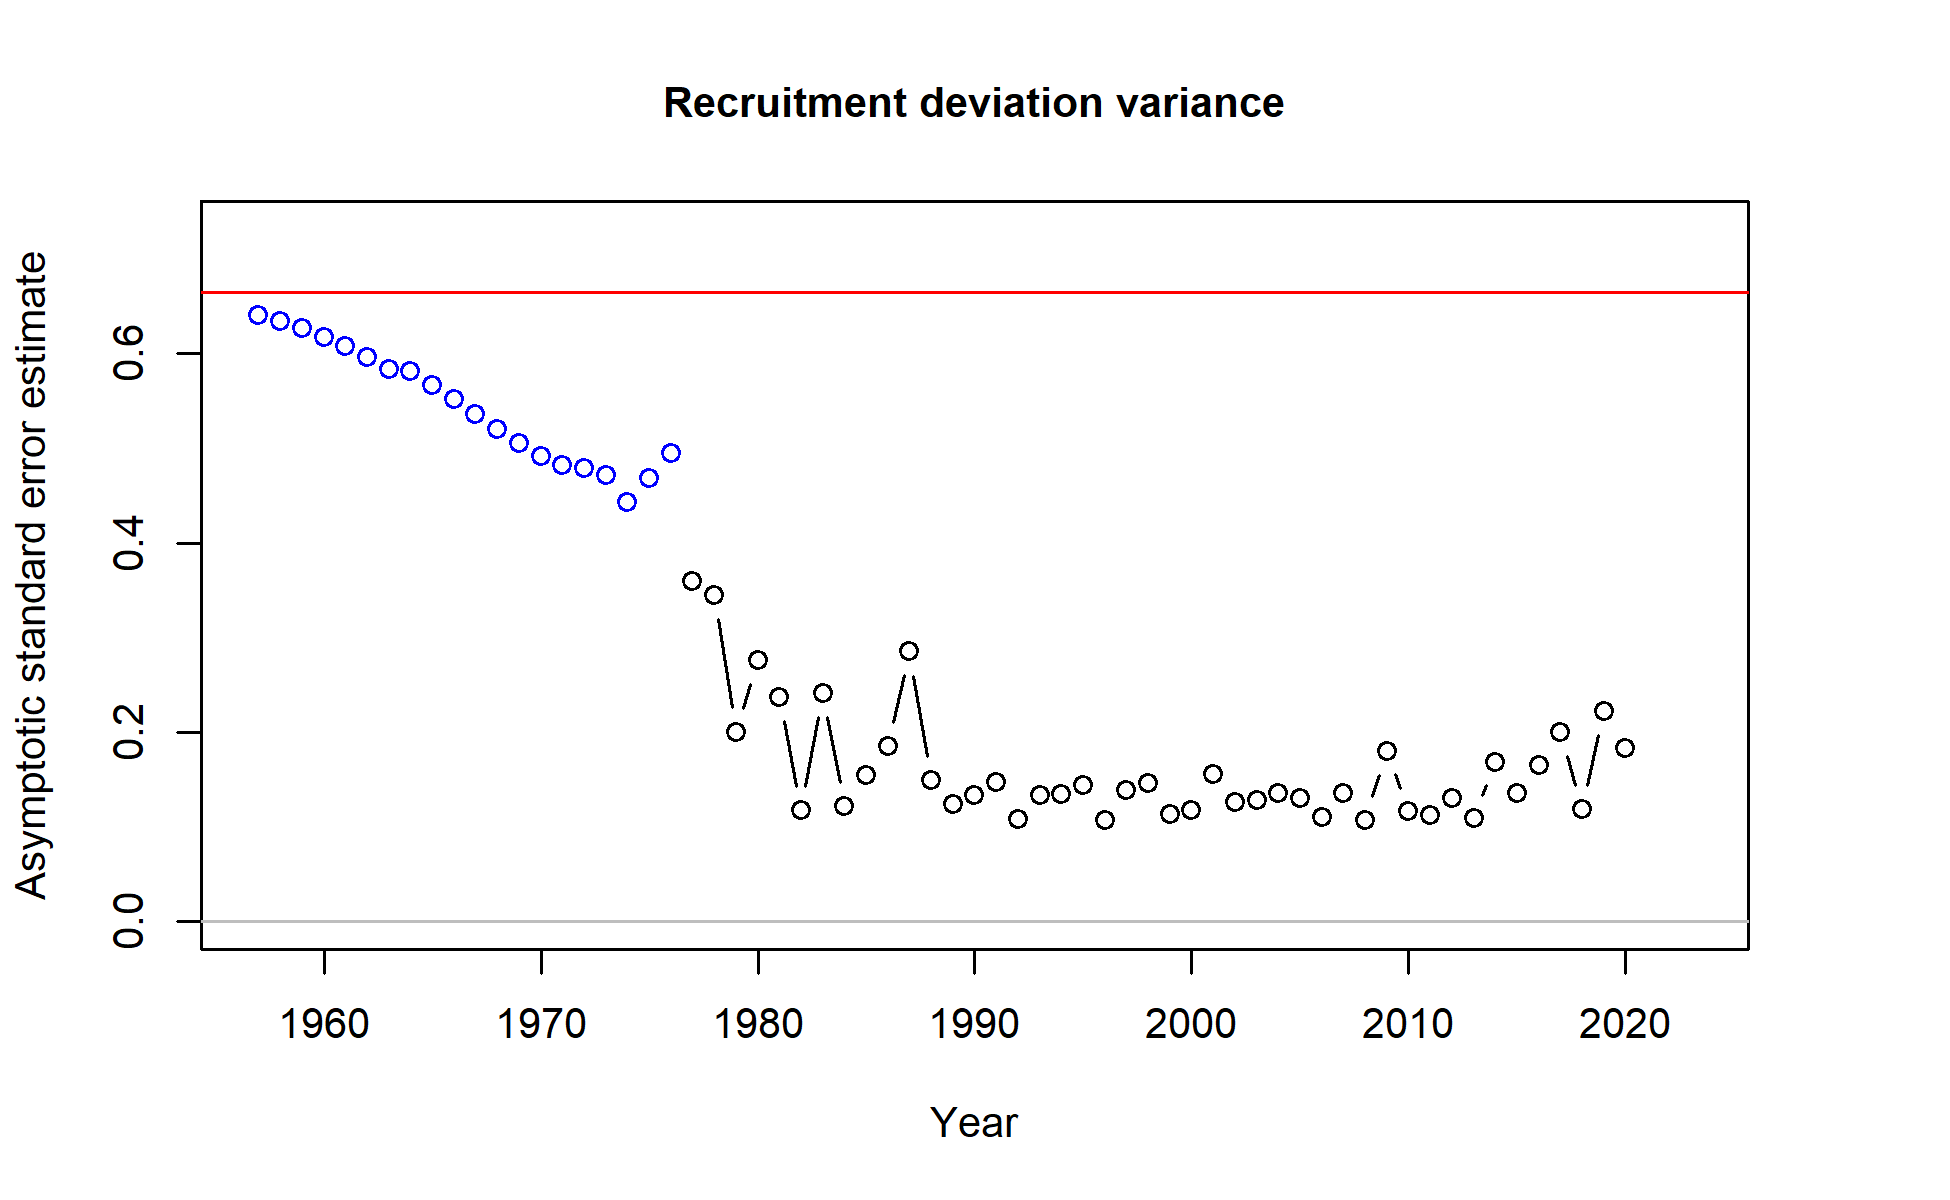 Recruitment deviation variance
Asymptotic standard error estimate
0.6
0.4
0.2
0.0
1960 1970 1980 1990 2000 2010 2020
Year